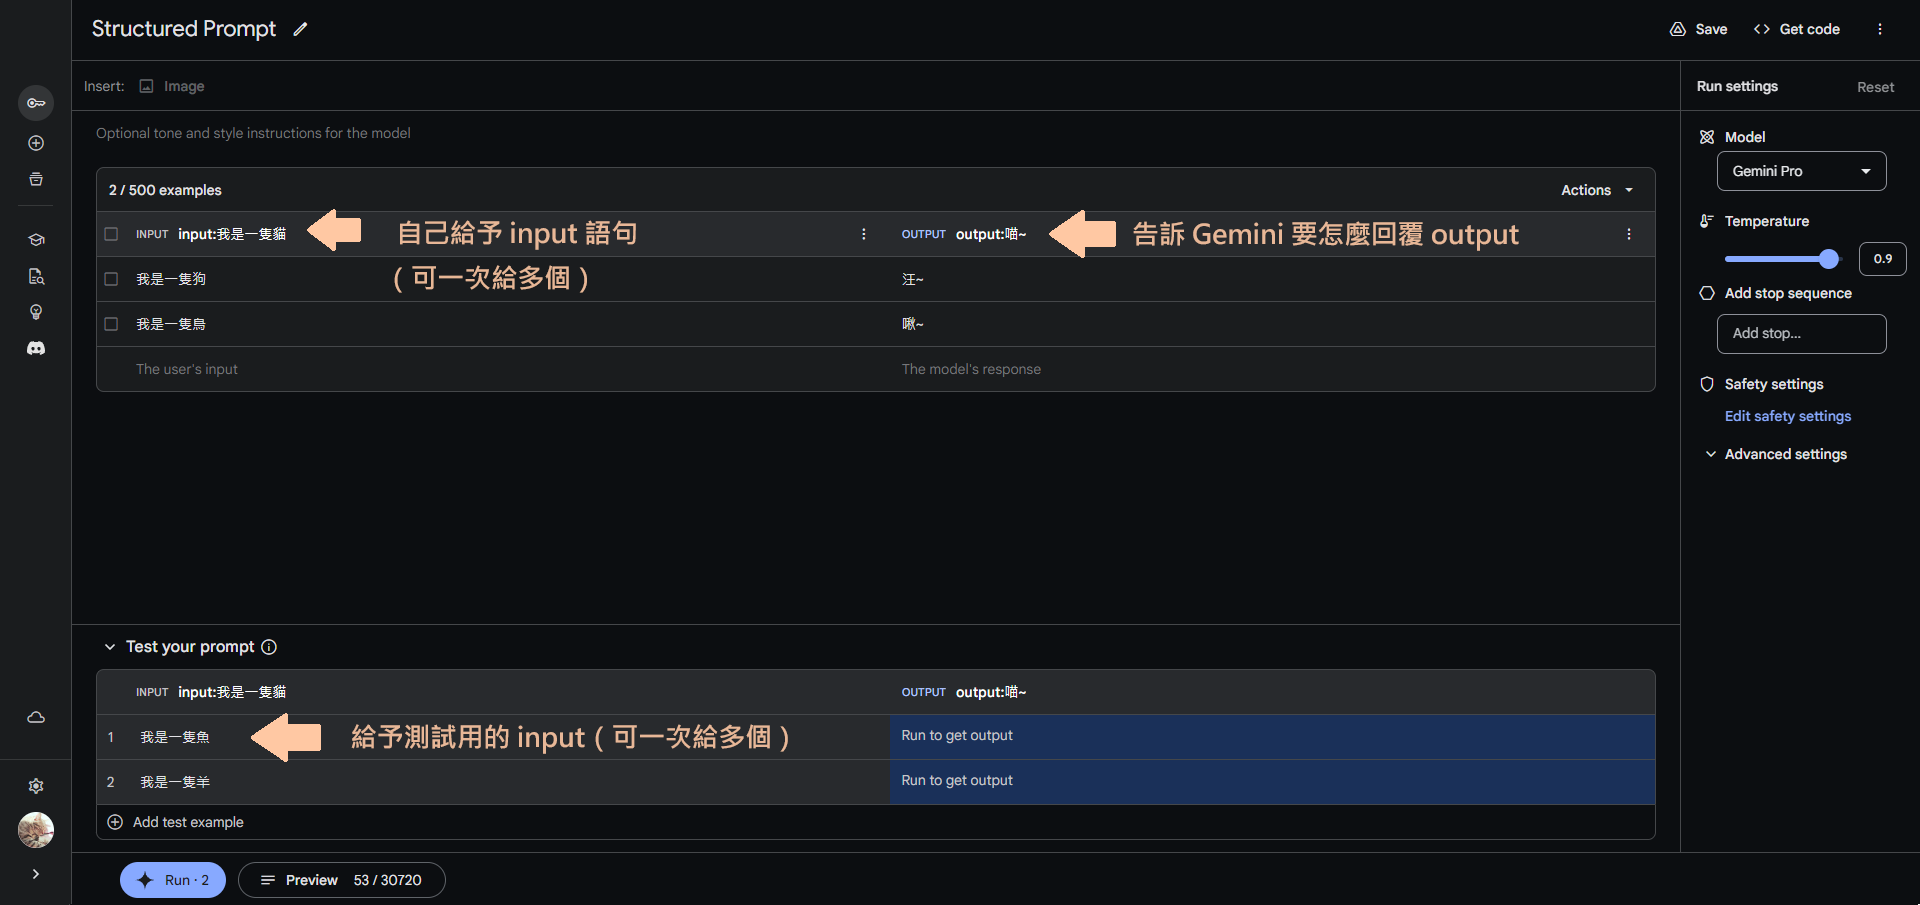 Structured Prompt
Save
Get code
Insert:
Image
Run settings
Reset
Optional tone and style instructions for the model
Model
Gemini Pro
2 / 500 examples
Actions
Temperature
INPUT input:我是一隻貓
自己給予 input 語句
OUTPUT output:喵~
告訴 Gemini 要怎麼回覆 output
0.9
我是一隻狗
(可一次給多個)
汪~
Add stop sequence
我是一隻鳥
啾~
Add stop...
The user's input
The model's response
Safety settings
Edit safety settings
Advanced settings
Test your prompt
INPUT input:我是一隻貓
OUTPUT output:喵~
1 我是一隻魚
給予測試用的 input(可一次給多個)
Run to get output
2 我是一隻羊
Run to get output
Add test example
Run · 2
Preview 53 / 30720